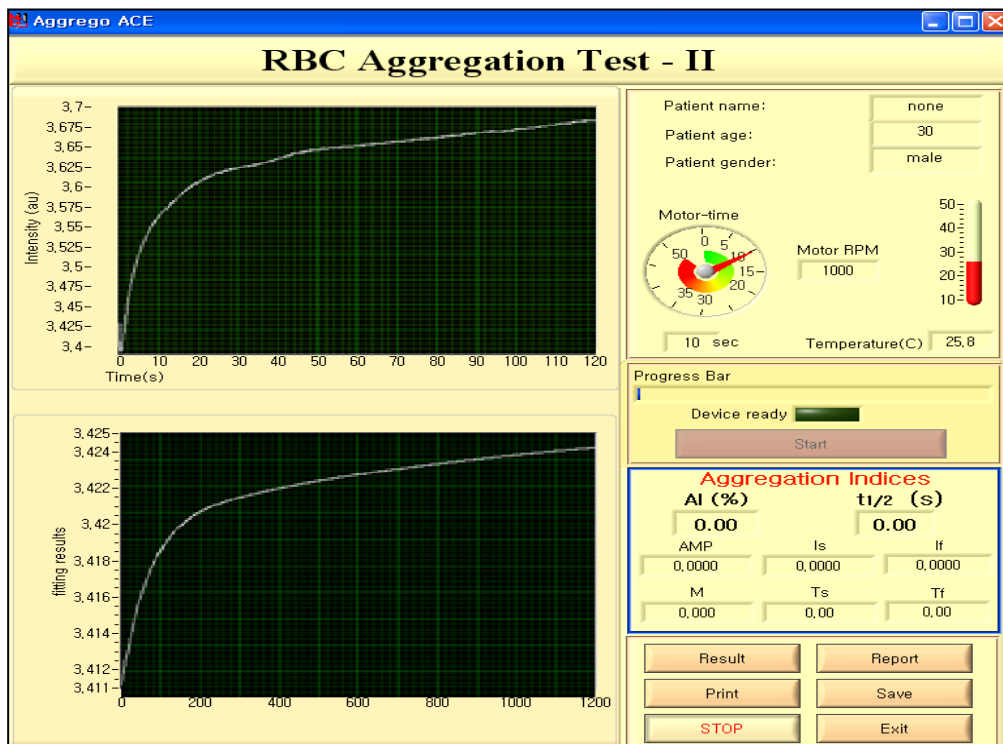 Aggrego ACE
RBC Aggregation Test - II
3,7
3,675
3,65
3,625
3,6
3,575
3,55
3,525
3,5
3,475
3,45
3,425
3,4
Intensity (au)
0 10 20 30 40 50 60 70 80 90 100 110 120
Time(s)
3,425
3,424
3,422
3,42
3,418
3,416
3,414
3,412
3,411
fitting results
0 200 400 600 800 1000 1200
Patient name: none
Patient age: 30
Patient gender: male
Motor-time
0 5 10 15 20 30 35 50
10 sec
Motor RPM
1000
50
40
30
20
10
Temperature(C) 25,8
Progress Bar
Device ready
Start
Aggregation Indices
AI (%) t1/2 (s)
0.00 0.00
AMP Is If
0,0000 0,0000 0,0000
M Ts Tf
0,000 0,00 0,00
Result Report
Print Save
STOP Exit